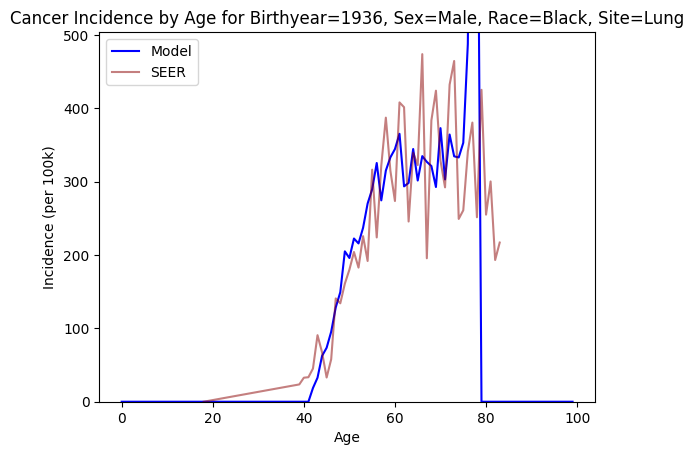 Cancer Incidence by Age for Birthyear=1936, Sex=Male, Race=Black, Site=Lung
Model
SEER
500
400
300
200
100
0
Incidence (per 100k)
0 20 40 60 80 100
Age